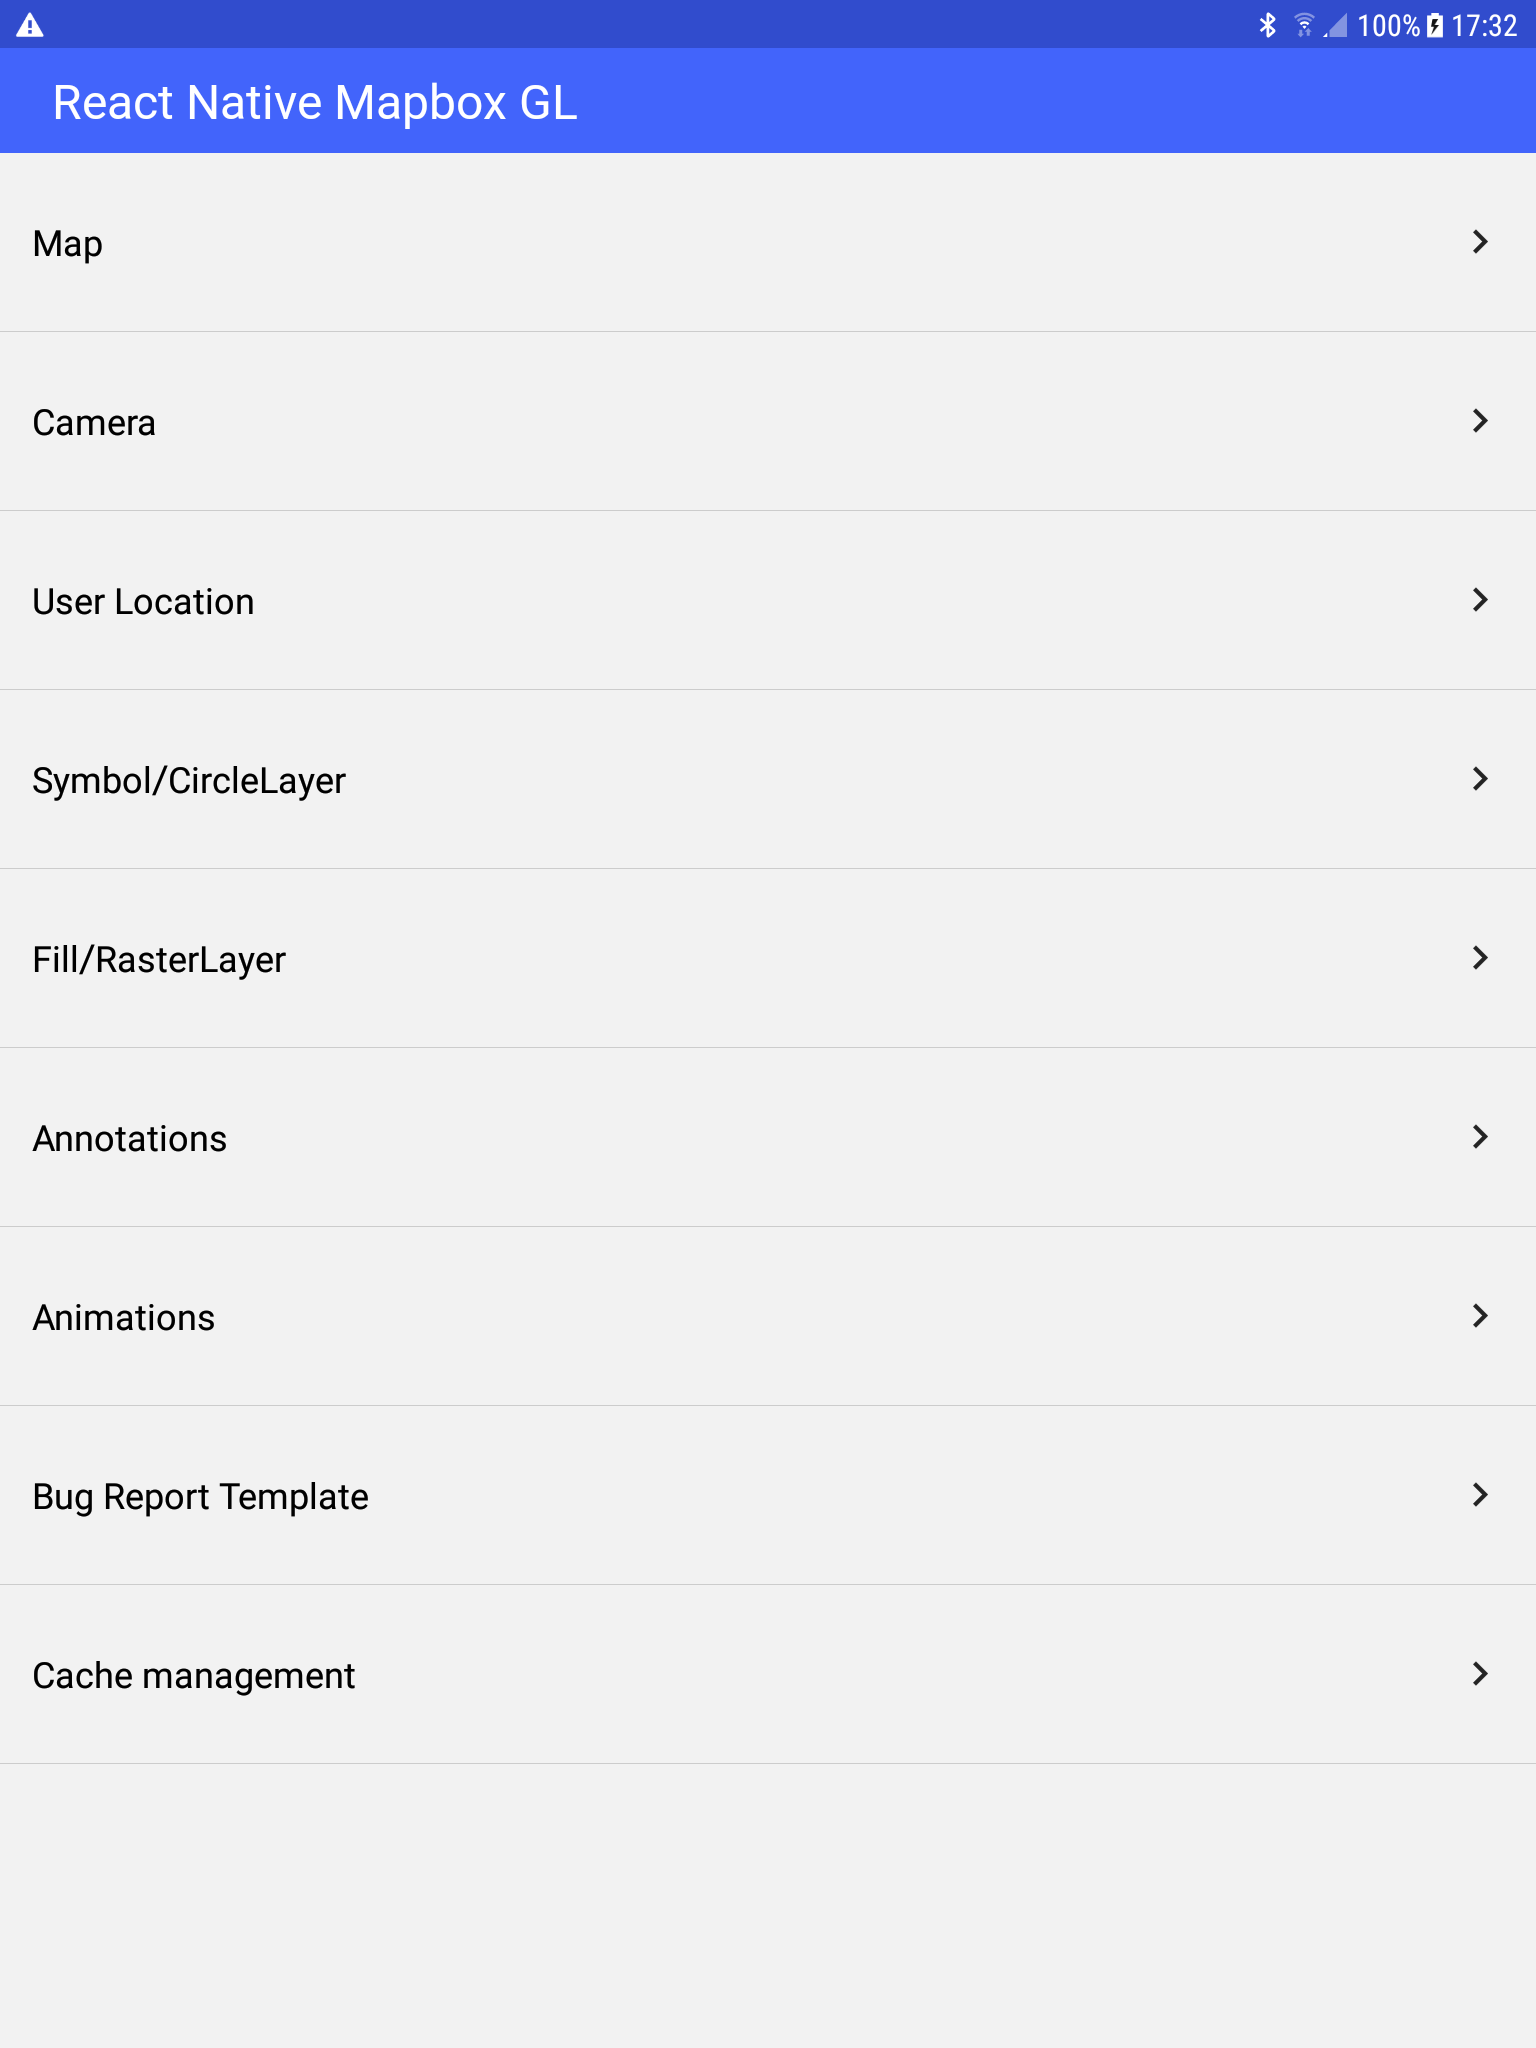 100% 17:32
React Native Mapbox GL
Map
Camera
User Location
Symbol/CircleLayer
Fill/RasterLayer
Annotations
Animations
Bug Report Template
Cache management